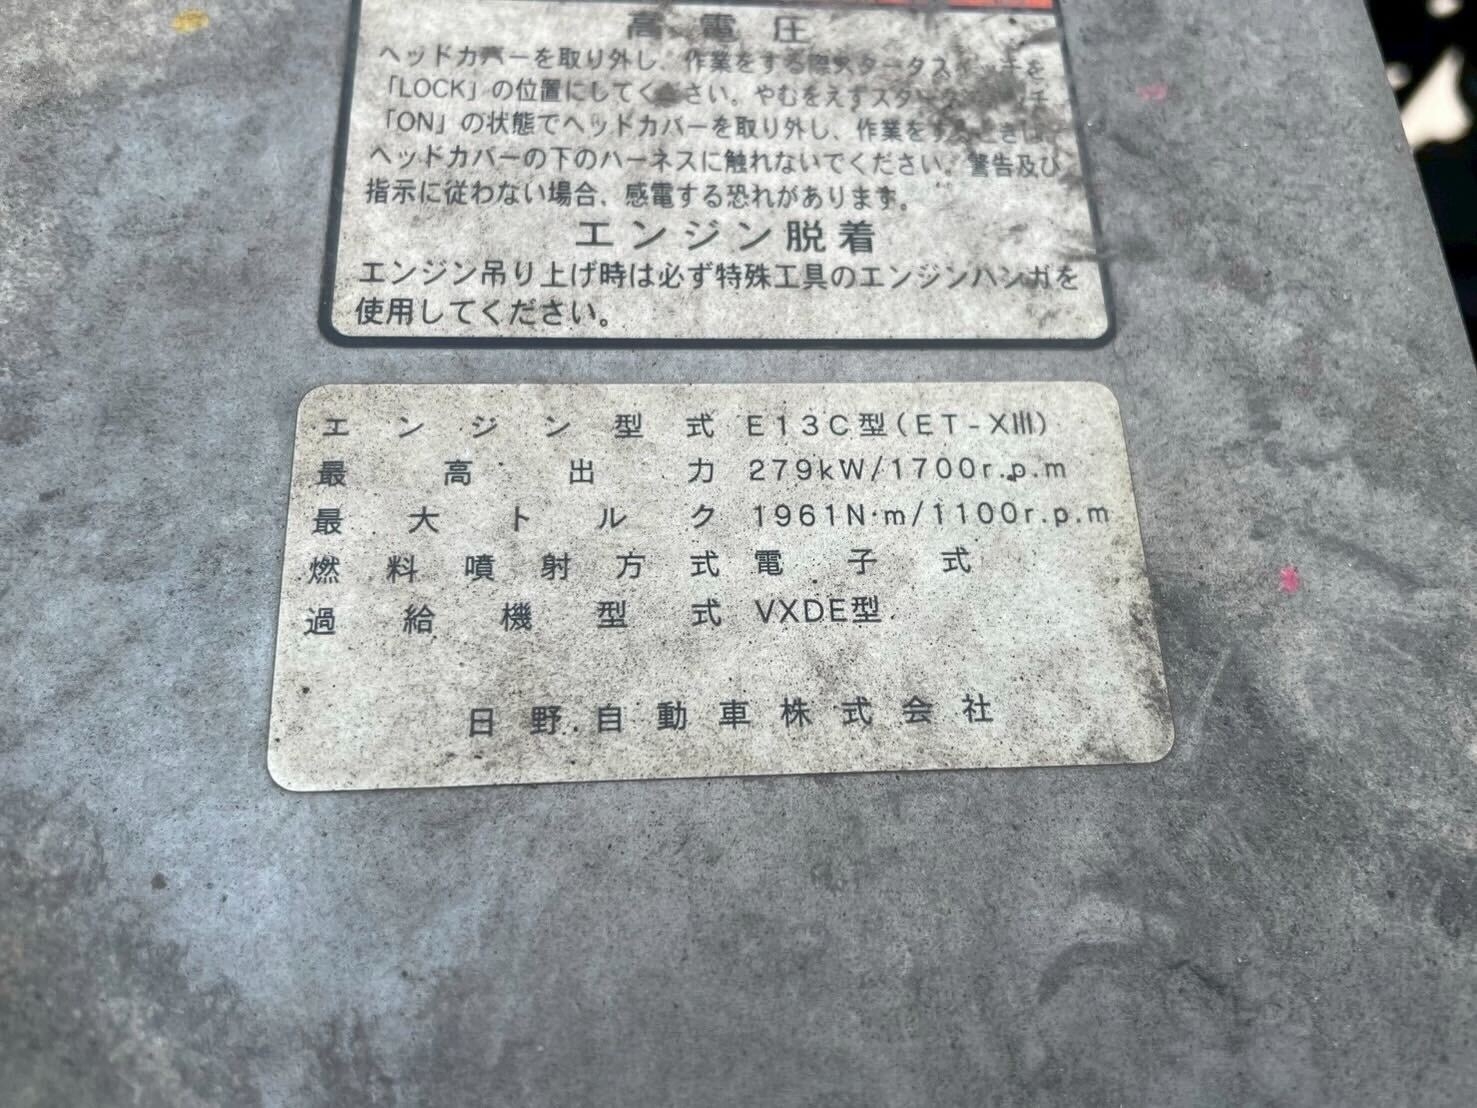 高電圧
ヘッドカバーを取り外し、作業をする際スタータスイッチを
「LOCK」の位置にしてください。やむをえずスタータスイッチ
「ON」の状態でヘッドカバーを取り外し、作業をするときは、
ヘッドカバーの下のハーネスに触れないでください。警告及び
指示に従わない場合、感電する恐れがあります。
エンジン脱着
エンジン吊り上げ時は必ず特殊工具のエンジンハンガを
使用してください。
エンジン型式 E13C型(ET-XIII)
最高出力 279kW/1700r.p.m
最大トルク 1961N·m/1100r.p.m
燃料噴射方式 電子式
過給機型式 VXDE型
日野自動車株式会社